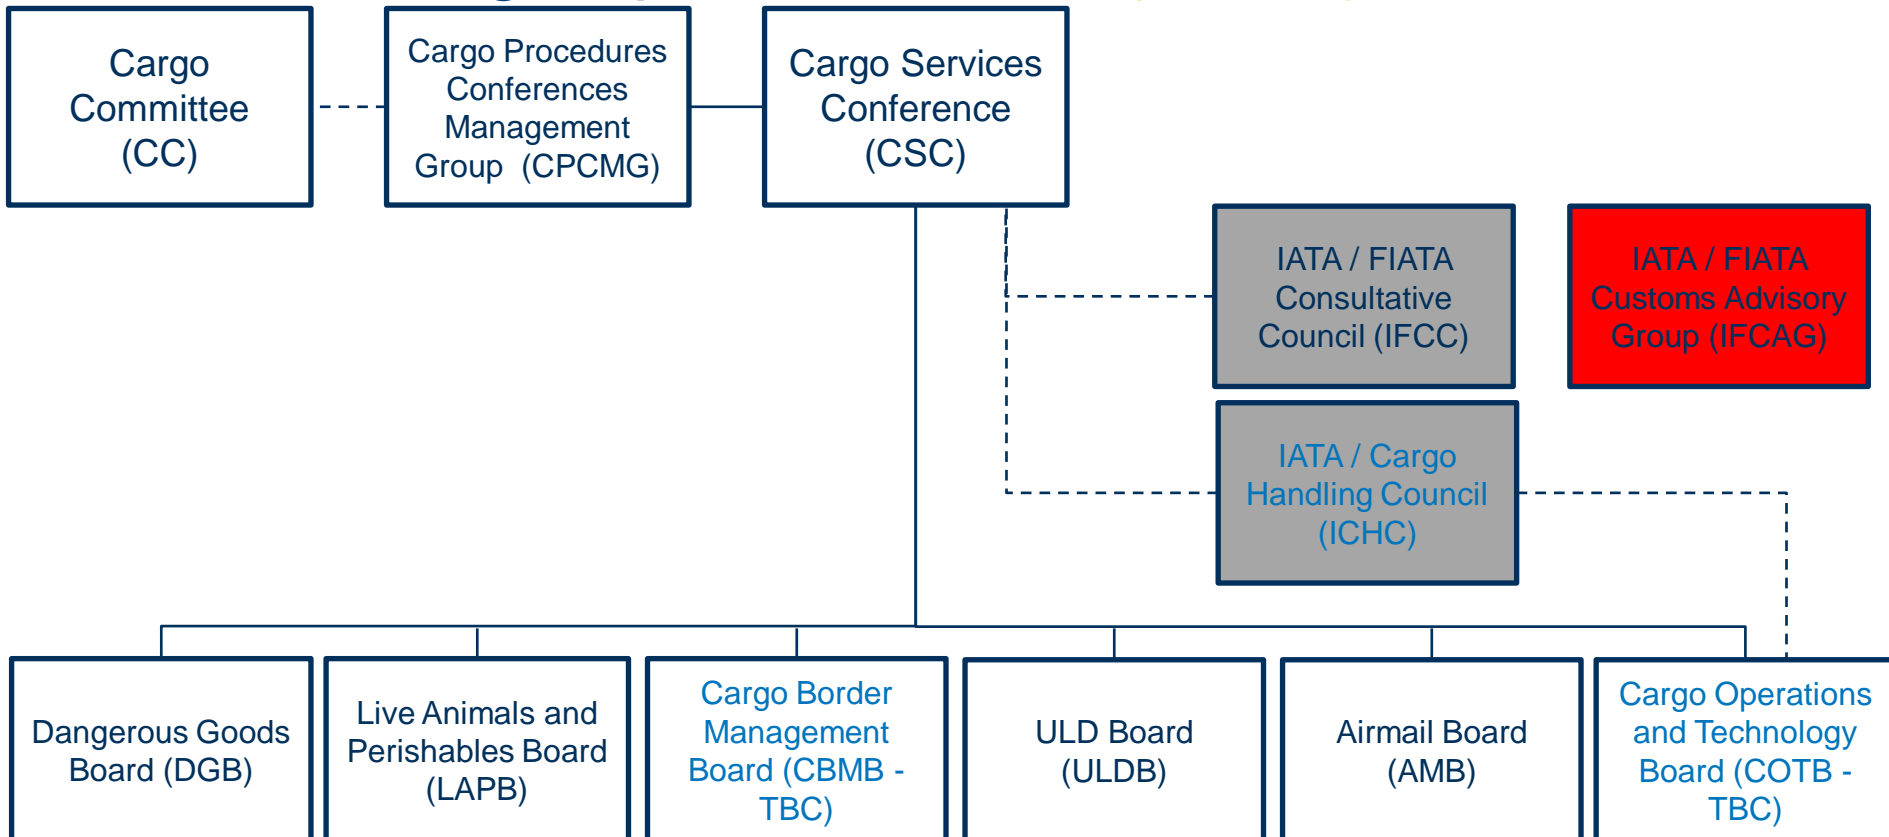 Cargo
Committee
(CC)
Cargo Procedures
Conferences
Management
Group (CPCMG)
Cargo Services
Conference
(CSC)
IATA / FIATA
Consultative
Council (IFCC)
IATA / FIATA
Customs Advisory
Group (IFCAG)
IATA / Cargo
Handling Council
(ICHC)
Dangerous Goods
Board (DGB)
Live Animals and
Perishables Board
(LAPB)
Cargo Border
Management
Board (CBMB -
TBC)
ULD Board
(ULDB)
Airmail Board
(AMB)
Cargo Operations
and Technology
Board (COTB -
TBC)